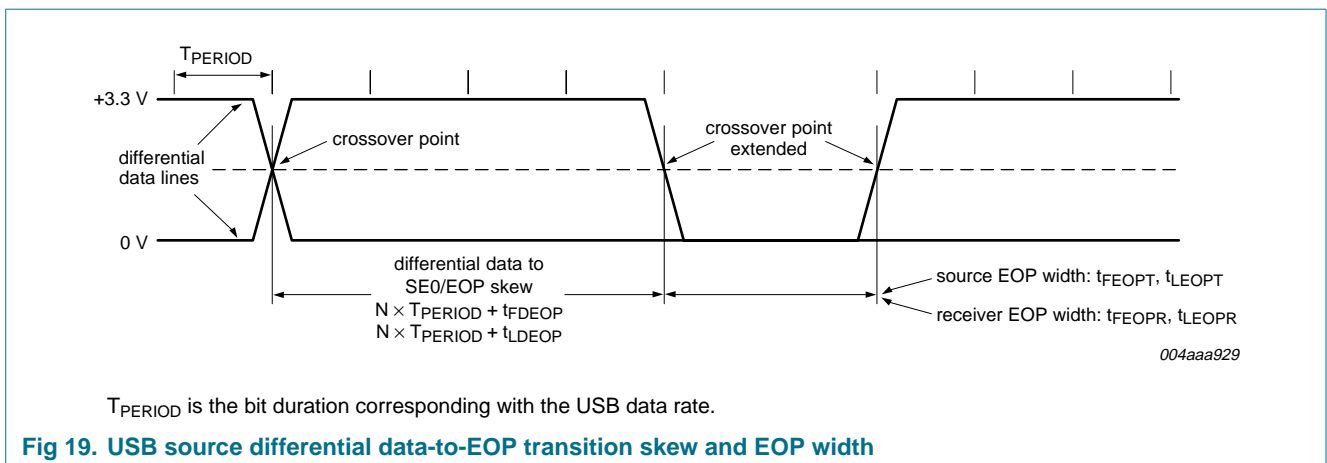 TPERIOD
+3.3 V
crossover point
crossover point
extended
differential
data lines
0 V
differential data to
SE0/EOP skew
N × TPERIOD + tFDEOP
N × TPERIOD + tLDEOP
source EOP width: tFEOPT, tLEOPT
receiver EOP width: tFEOPR, tLEOPR
004aaa929
TPERIOD is the bit duration corresponding with the USB data rate.
Fig 19. USB source differential data-to-EOP transition skew and EOP width